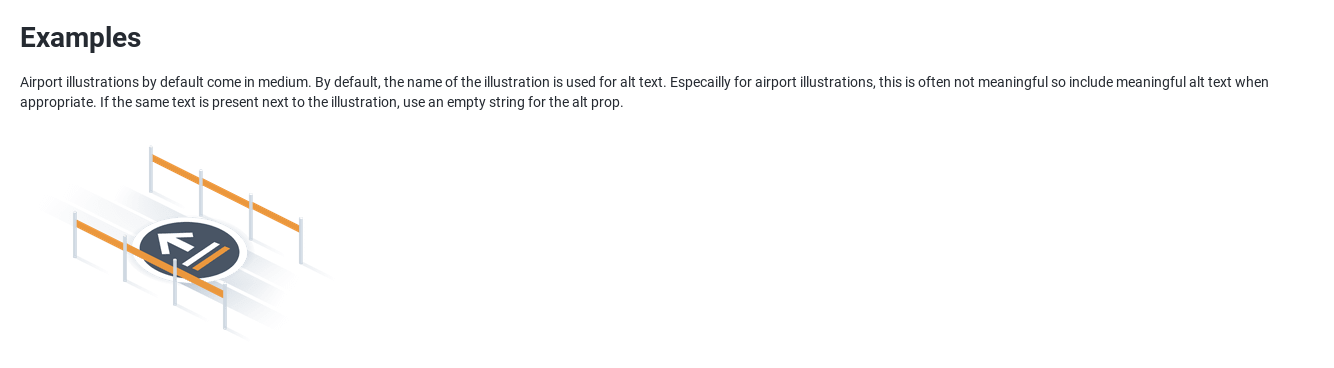 Examples
Airport illustrations by default come in medium. By default, the name of the illustration is used for alt text. Especailly for airport illustrations, this is often not meaningful so include meaningful alt text when
appropriate. If the same text is present next to the illustration, use an empty string for the alt prop.